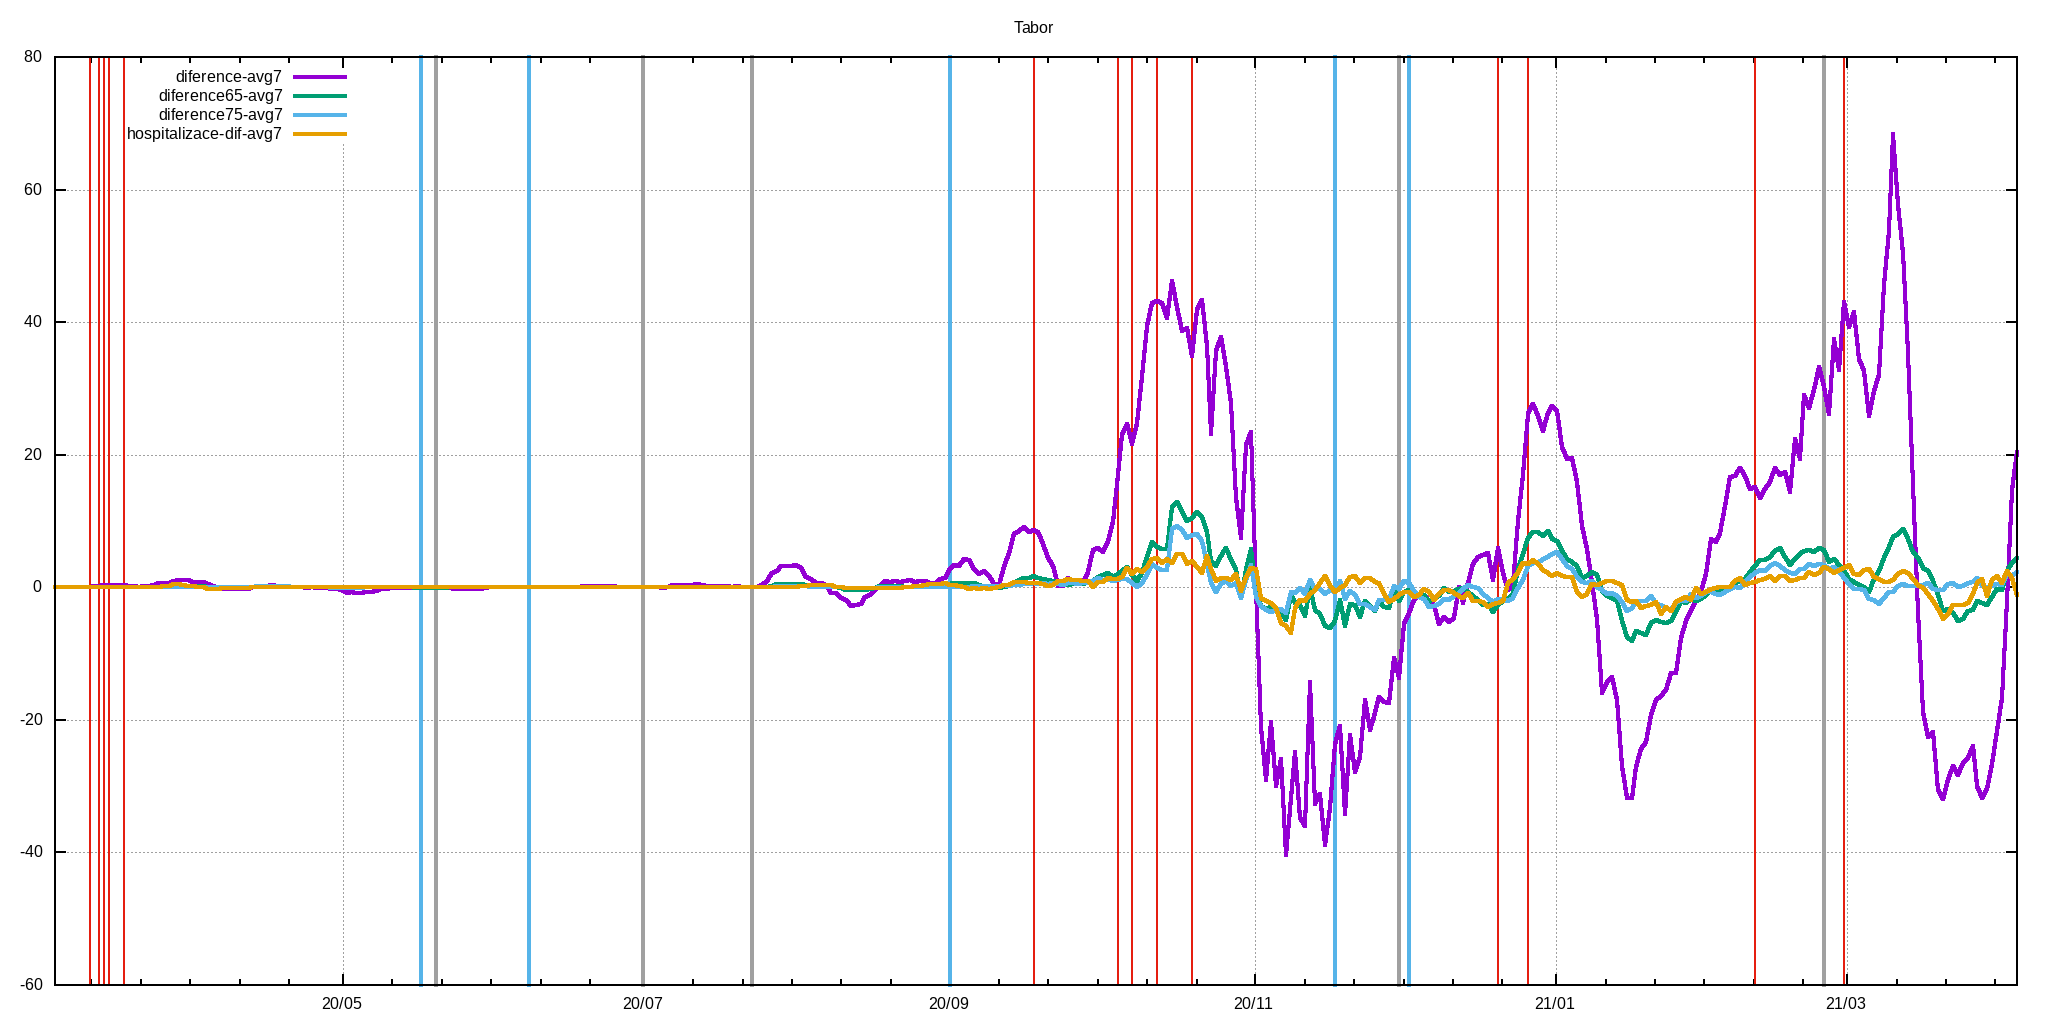 Tabor
80
diference-avg7
diference65-avg7
diference75-avg7
hospitalizace-dif-avg7
60
40
20
0
-20
-40
-60
20/05 20/07 20/09 20/11 21/01 21/03